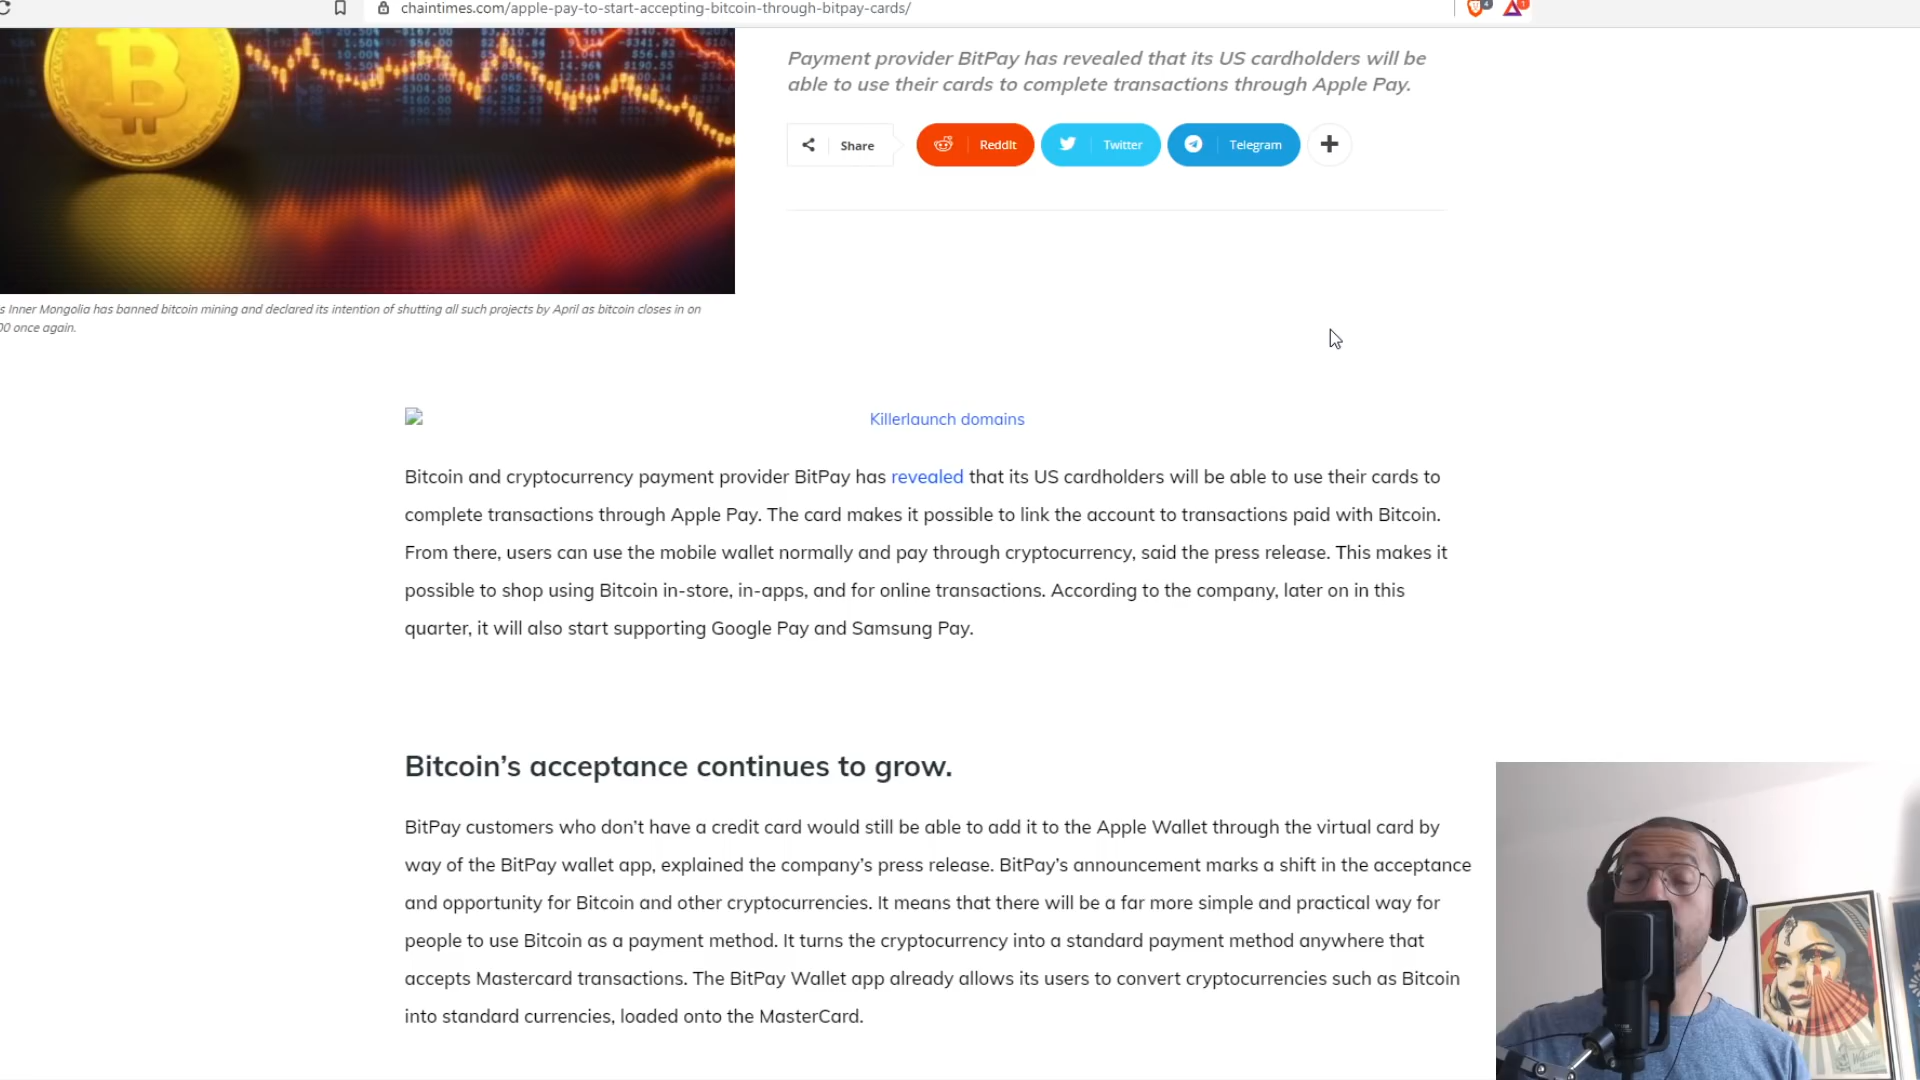 chaintimes.com/apple-pay-to-start-accepting-bitcoin-through-bitpay-cards/
Payment provider BitPay has revealed that its US cardholders will be
able to use their cards to complete transactions through Apple Pay.
Share
ReddIt
Twitter
Telegram
s Inner Mongolia has banned bitcoin mining and declared its intention of shutting all such projects by April as bitcoin closes in on
00 once again.
Killerlaunch domains
Bitcoin and cryptocurrency payment provider BitPay has revealed that its US cardholders will be able to use their cards to
complete transactions through Apple Pay. The card makes it possible to link the account to transactions paid with Bitcoin.
From there, users can use the mobile wallet normally and pay through cryptocurrency, said the press release. This makes it
possible to shop using Bitcoin in-store, in-apps, and for online transactions. According to the company, later on in this
quarter, it will also start supporting Google Pay and Samsung Pay.
Bitcoin’s acceptance continues to grow.
BitPay customers who don’t have a credit card would still be able to add it to the Apple Wallet through the virtual card by
way of the BitPay wallet app, explained the company’s press release. BitPay’s announcement marks a shift in the acceptance
and opportunity for Bitcoin and other cryptocurrencies. It means that there will be a far more simple and practical way for
people to use Bitcoin as a payment method. It turns the cryptocurrency into a standard payment method anywhere that
accepts Mastercard transactions. The BitPay Wallet app already allows its users to convert cryptocurrencies such as Bitcoin
into standard currencies, loaded onto the MasterCard.